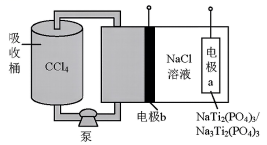 吸收桶
CCl₄
泵
电极b
NaCl
溶液
电极a
NaTi₂(PO₄)₃/
Na₃Ti₂(PO₄)₃